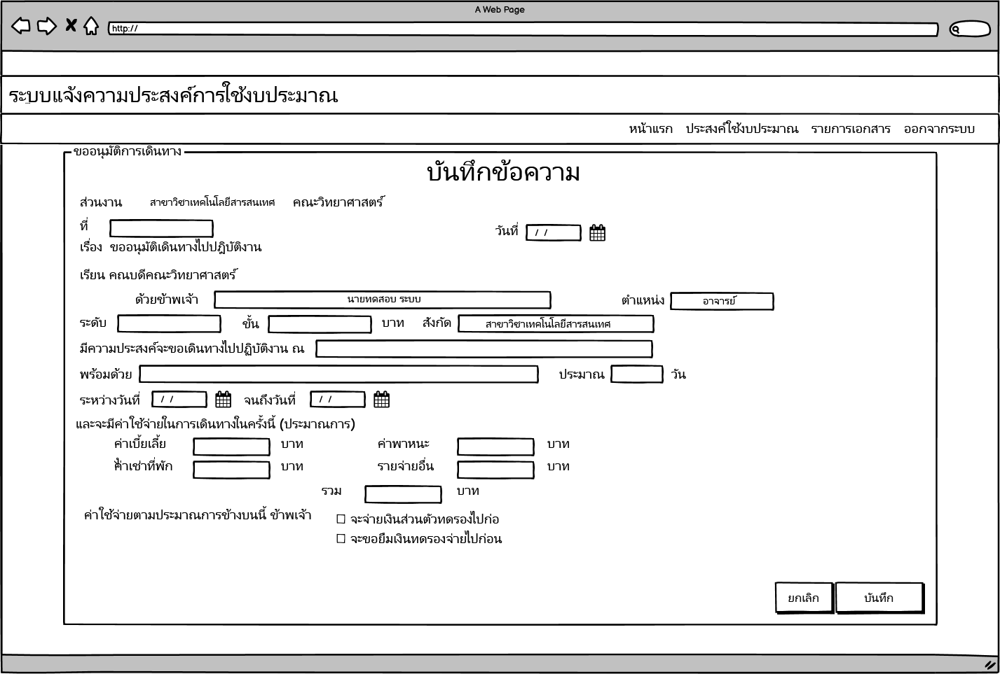 A Web Page
http://
ระบบแจ้งความประสงค์การใช้งบประมาณ
หน้าแรก ประสงค์ใช้งบประมาณ รายการเอกสาร ออกจากระบบ
ขออนุมัติการเดินทาง
บันทึกข้อความ
ส่วนงาน สาขาวิชาเทคโนโลยีสารสนเทศ คณะวิทยาศาสตร์
ที่ วันที่ / /
เรื่อง ขออนุมัติเดินทางไปปฎิบัติงาน
เรียน คณบดีคณะวิทยาศาสตร์
ด้วยข้าพเจ้า นายทดสอบ ระบบ ตำแหน่ง อาจารย์
ระดับ ขั้น บาท สังกัด สาขาวิชาเทคโนโลยีสารสนเทศ
มีความประสงค์จะขอเดินทางไปปฏิบัติงาน ณ
พร้อมด้วย ประมาณ วัน
ระหว่างวันที่ / / จนถึงวันที่ / /
และจะมีค่าใช้จ่ายในการเดินทางในครั้งนี้ (ประมาณการ)
ค่าเบี้ยเลี้ย บาท ค่าพาหนะ บาท
ค่าเช่าที่พัก บาท รายจ่ายอื่น บาท
รวม บาท
ค่าใช้จ่ายตามประมาณการข้างบนนี้ ข้าพเจ้า จะจ่ายเงินส่วนตัวทดรองไปก่อ
จะขอยืมเงินทดรองจ่ายไปก่อน
ยกเลิก บันทึก